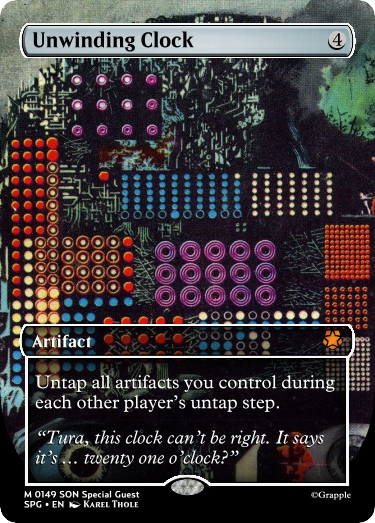 Unwinding Clock 4
Artifact
Untap all artifacts you control during
each other player's untap step.
“Tura, this clock can't be right. It says
it's … twenty one o'clock?”
M 0149 SON Special Guest
SPG • EN Karel Thole
©Grapple